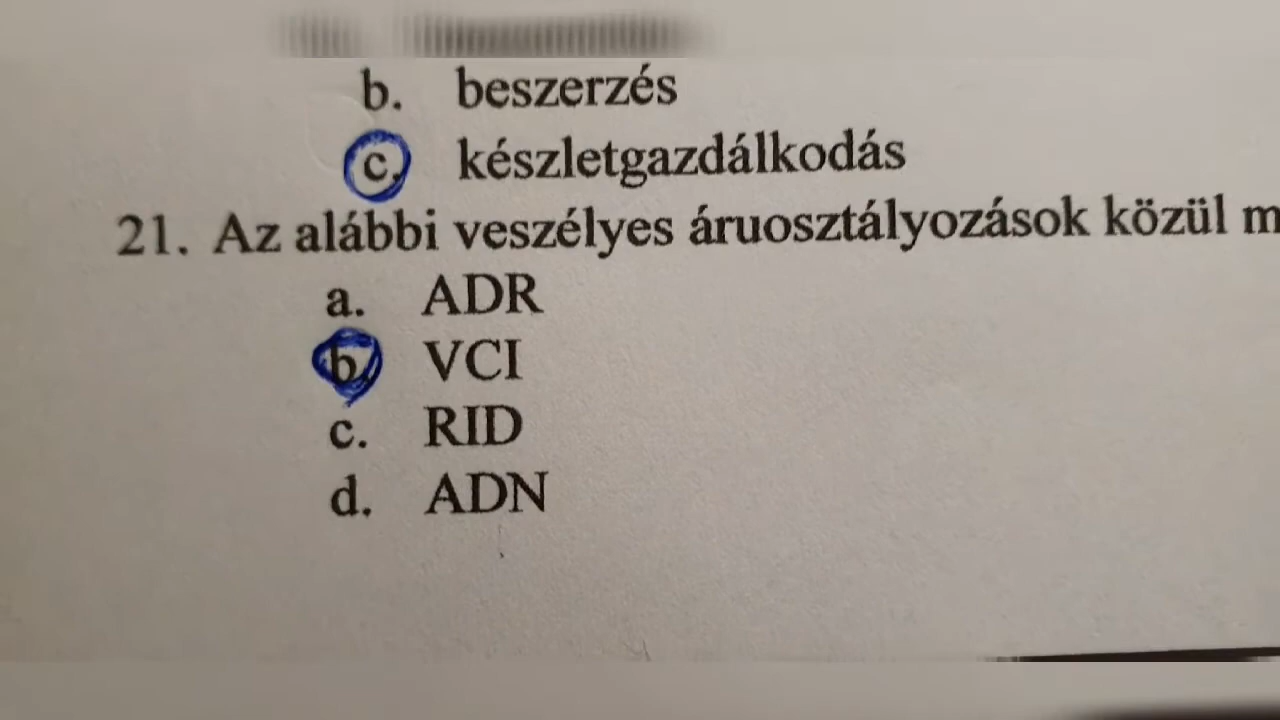 b. beszerzés
c. készletgazdálkodás
21. Az alábbi veszélyes áruosztályozások közül
a. ADR
b. VCI
c. RID
d. ADN